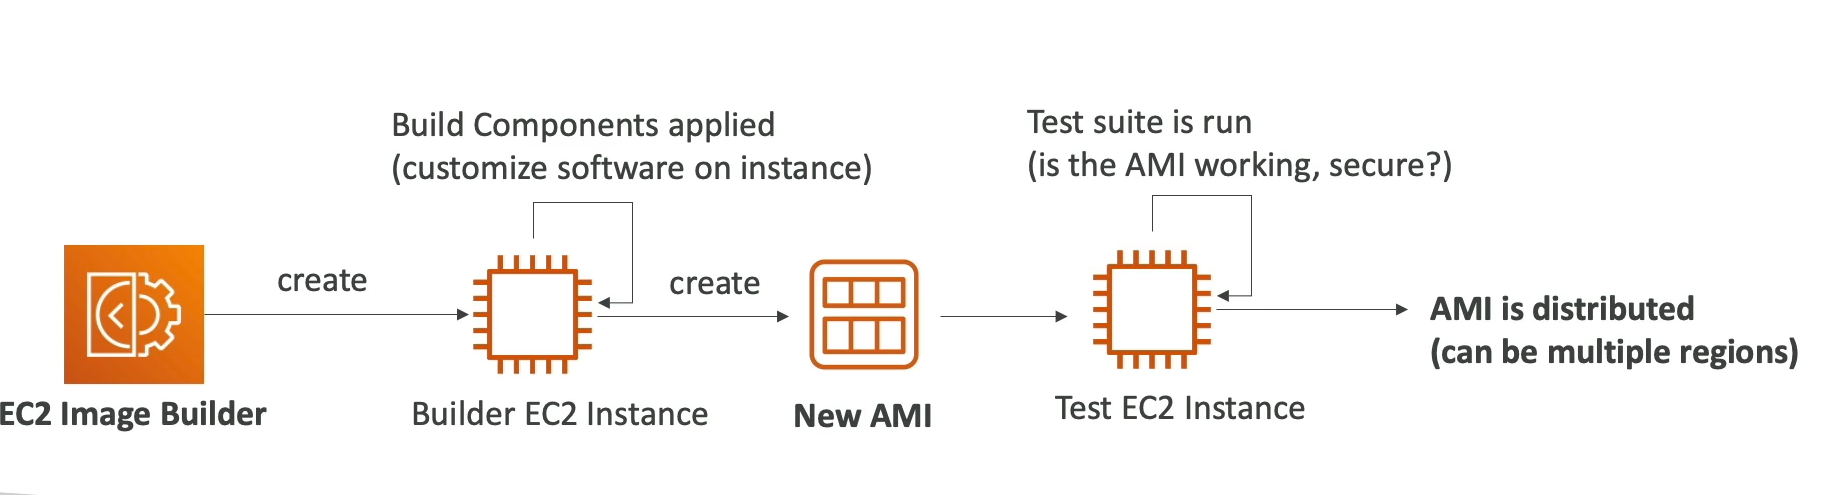 Build Components applied
(customize software on instance)
Test suite is run
(is the AMI working, secure?)
create
create
AMI is distributed
(can be multiple regions)
EC2 Image Builder
Builder EC2 Instance
New AMI
Test EC2 Instance